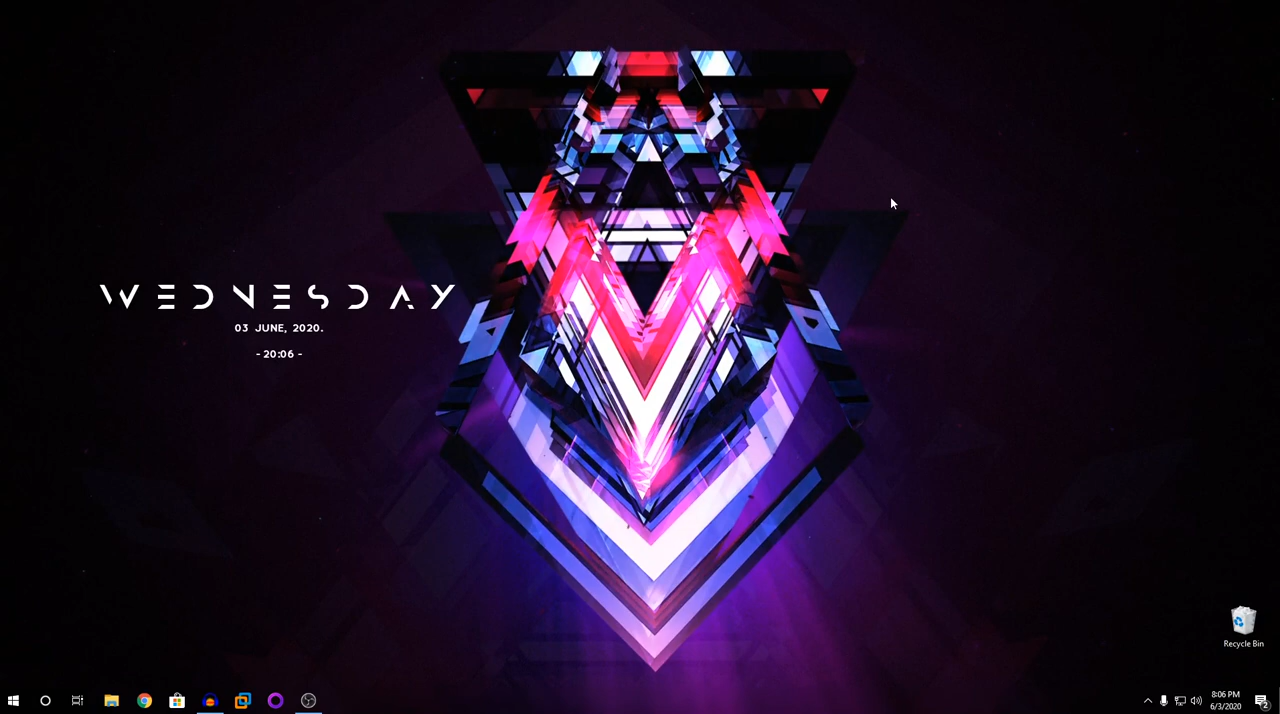 WEDNESDAY
03 JUNE, 2020.
- 20:06 -
Recycle Bin
8:06 PM
6/3/2020
2